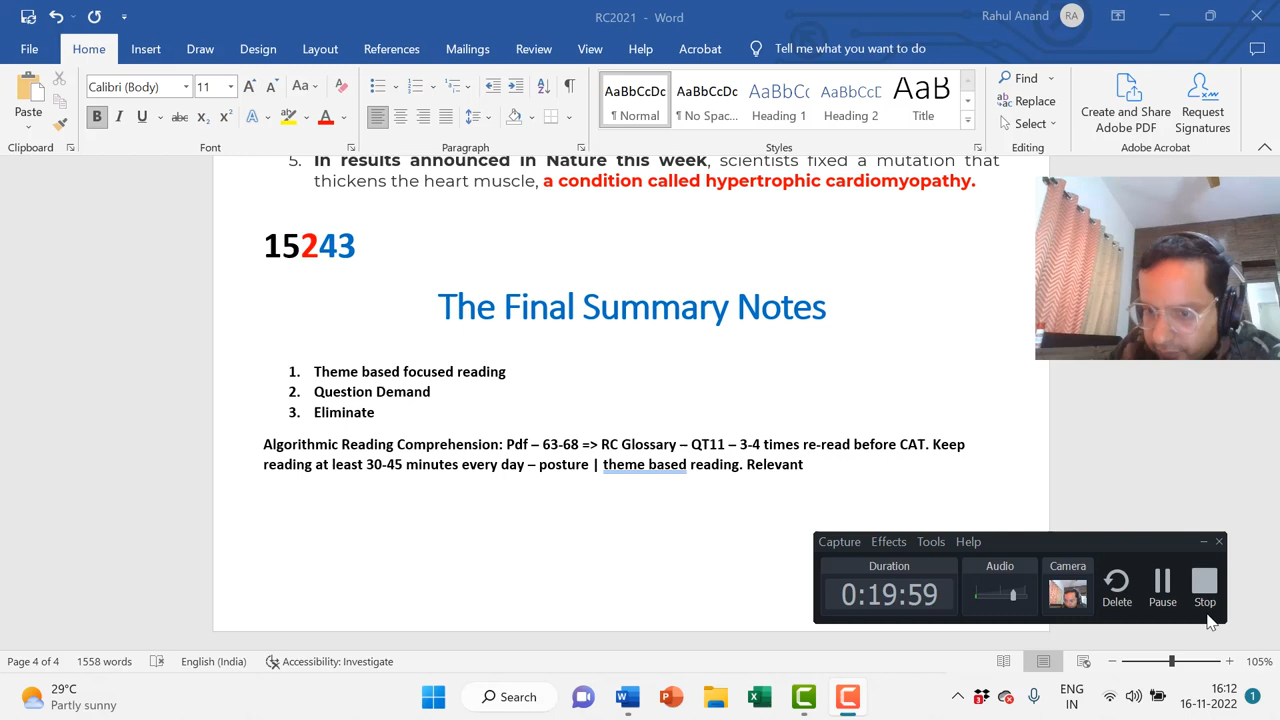 RC2021 - Word
Rahul Anand RA
File Home Insert Draw Design Layout References Mailings Review View Help Acrobat Tell me what you want to do
Paste
Calibri (Body) 11
Aa
AaBbCcDc AaBbCcDc AaBbCc AaBbCcD AaB
¶ Normal ¶ No Spac... Heading 1 Heading 2 Title
Find
Replace
Select
Create and Share Adobe PDF
Request Signatures
Clipboard Font Paragraph Styles Editing Adobe Acrobat
5. In results announced in Nature this week, scientists fixed a mutation that
thickens the heart muscle, a condition called hypertrophic cardiomyopathy.
15243
The Final Summary Notes
1. Theme based focused reading
2. Question Demand
3. Eliminate
Algorithmic Reading Comprehension: Pdf – 63-68 => RC Glossary – QT11 – 3-4 times re-read before CAT. Keep
reading at least 30-45 minutes every day – posture | theme based reading. Relevant
Capture Effects Tools Help
Duration Audio Camera
0:19:59
Delete Pause Stop
Page 4 of 4 1558 words English (India) Accessibility: Investigate 105%
29°C
Partly sunny
Search
ENG
IN
16:12
16-11-2022
1